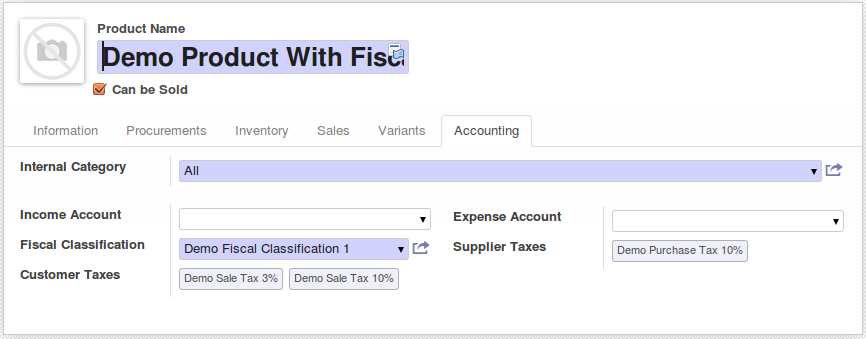 Product Name
Demo Product With
Can be Sold
Information Procurements Inventory Sales Variants Accounting
Internal Category All
Income Account Expense Account
Fiscal Classification Demo Fiscal Classification 1 Supplier Taxes Demo Purchase Tax 10%
Customer Taxes Demo Sale Tax 3% Demo Sale Tax 10%